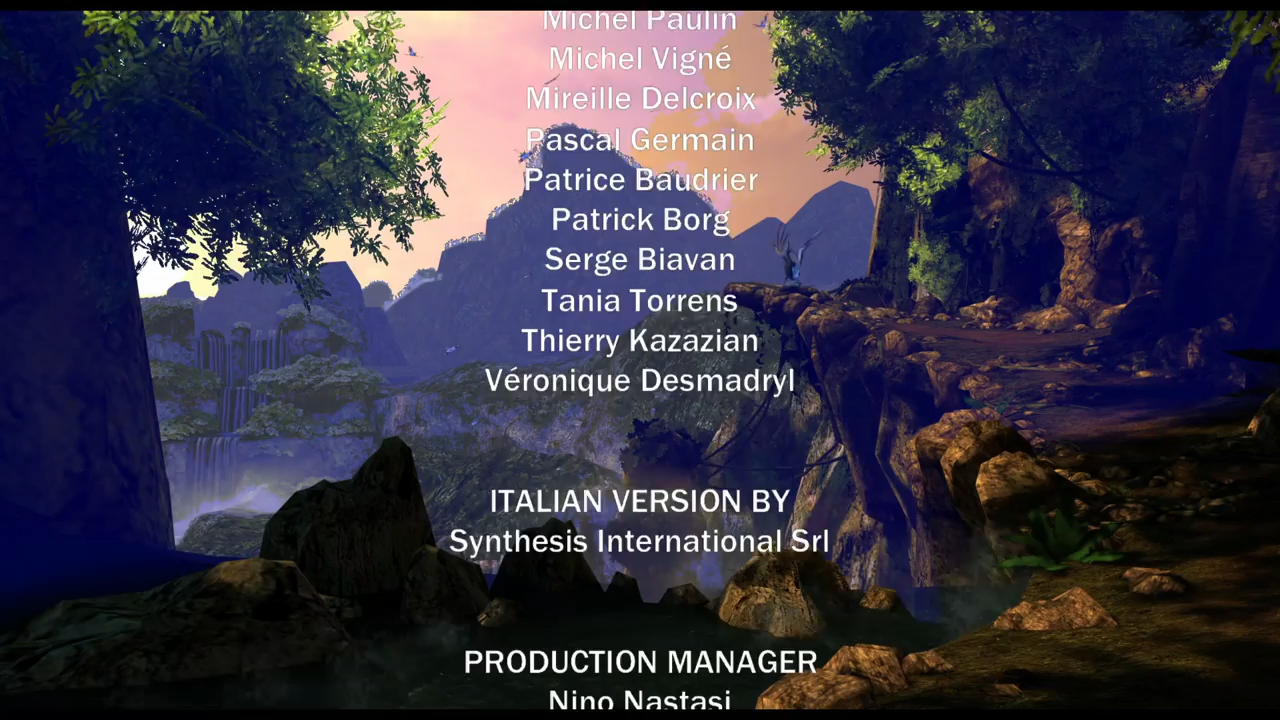 Michel Paulin
Michel Vigné
Mireille Delcroix
Pascal Germain
Patrice Baudrier
Patrick Borg
Serge Biavan
Tania Torrens
Thierry Kazazian
Véronique Desmadryl
ITALIAN VERSION BY
Synthesis International Srl
PRODUCTION MANAGER
Nino Nastasi